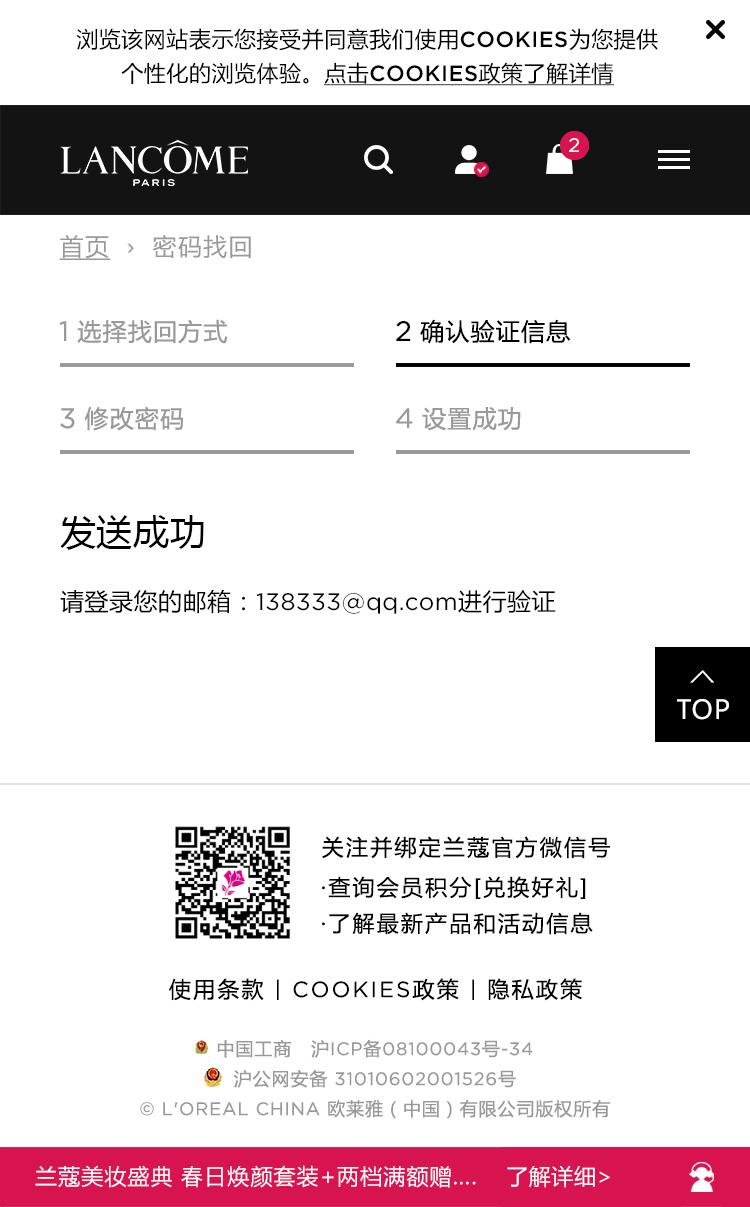 浏览该网站表示您接受并同意我们使用COOKIES为您提供
个性化的浏览体验。点击COOKIES政策了解详情
LANCÔME
PARIS
2
首页 › 密码找回
1 选择找回方式
2 确认验证信息
3 修改密码
4 设置成功
发送成功
请登录您的邮箱：138333@qq.com进行验证
TOP
关注并绑定兰蔻官方微信号
·查询会员积分[兑换好礼]
·了解最新产品和活动信息
使用条款 | COOKIES政策 | 隐私政策
中国工商 沪ICP备08100043号-34
沪公网安备 31010602001526号
© L'OREAL CHINA 欧莱雅 ( 中国 ) 有限公司版权所有
兰蔻美妆盛典 春日焕颜套装+两档满额赠.... 了解详细>